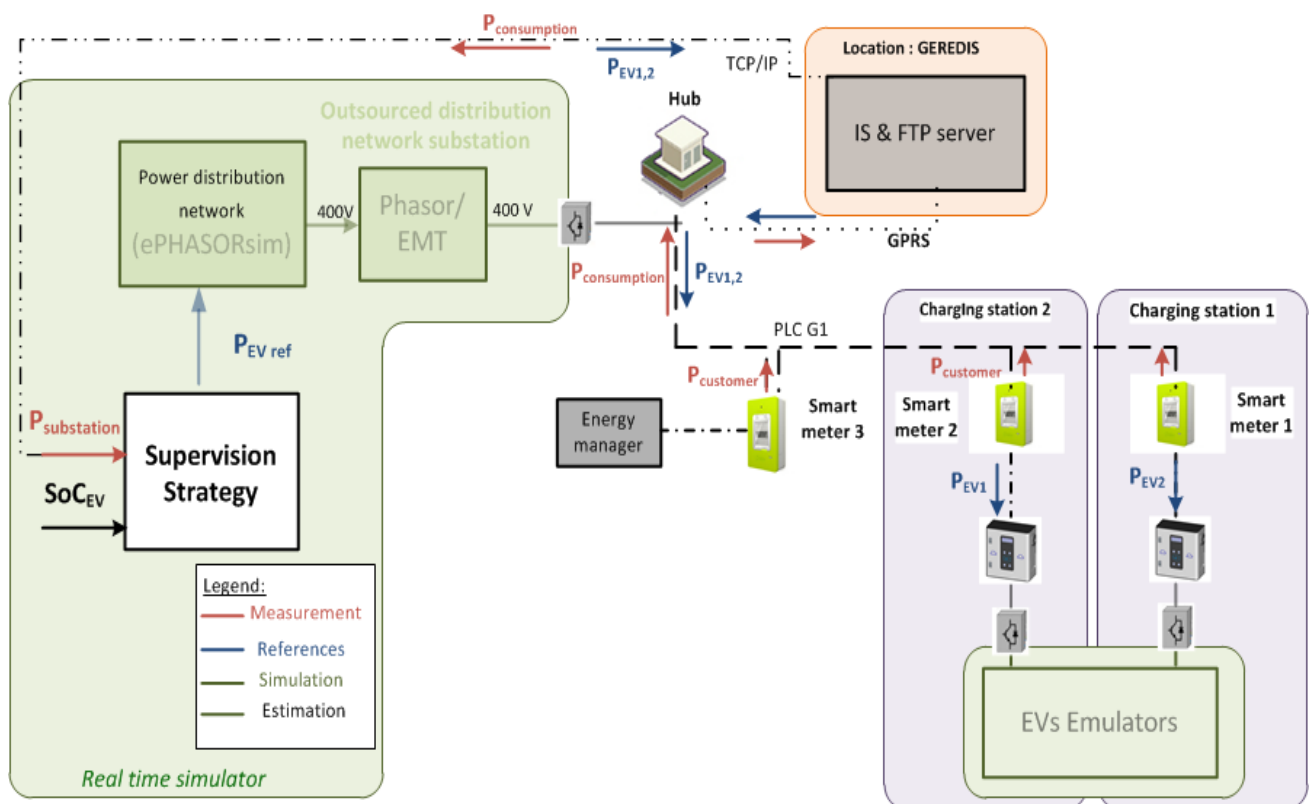 Pconsumption
PEV1,2
TCP/IP
Location : GEREDIS
IS & FTP server
Hub
GPRS
Outsourced distribution
network substation
Power distribution
network
(ePHASORsim)
400V
Phasor/
EMT
400 V
Pconsumption
PEV1,2
PLC G1
PEV ref
Psubstation
SoCEV
Supervision
Strategy
Legend:
Measurement
References
Simulation
Estimation
Real time simulator
Pcustomer
Energy
manager
Smart
meter 3
Charging station 2
Charging station 1
Pcustomer
Smart
meter 2
Smart
meter 1
PEV1
PEV2
EVs Emulators